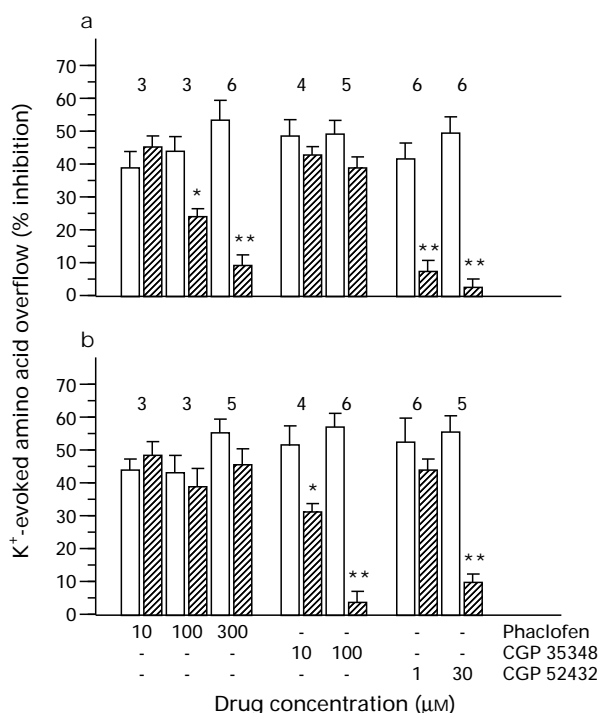 a
K⁺-evoked amino acid overflow (% inhibition)
70
60
50
40
30
20
10
0
3 3 6 4 5 6 6
* ** ** **
b
70
60
50
40
30
20
10
0
3 3 5 4 6 6 5
* ** **
10 100 300 - - - - Phaclofen
- - - 10 100 - - CGP 35348
- - - - - 1 30 CGP 52432
Drug concentration (μM)